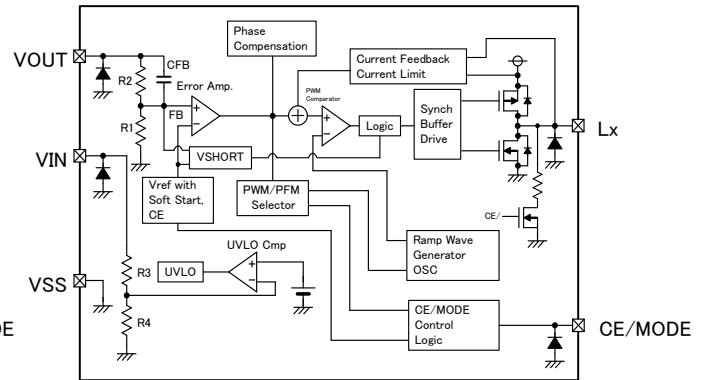 VOUT
R2
CFB
R1
FB
Error Amp.
Phase
Compensation
Current Feedback
Current Limit
PWM
Comparator
Logic
Synch
Buffer
Drive
Lx
VIN
VSHORT
Vref with
Soft Start,
CE
PWM/PFM
Selector
CE/
UVLO Cmp
UVLO
R3
R4
VSS
Ramp Wave
Generator
OSC
CE/MODE
Control
Logic
CE/MODE
DE